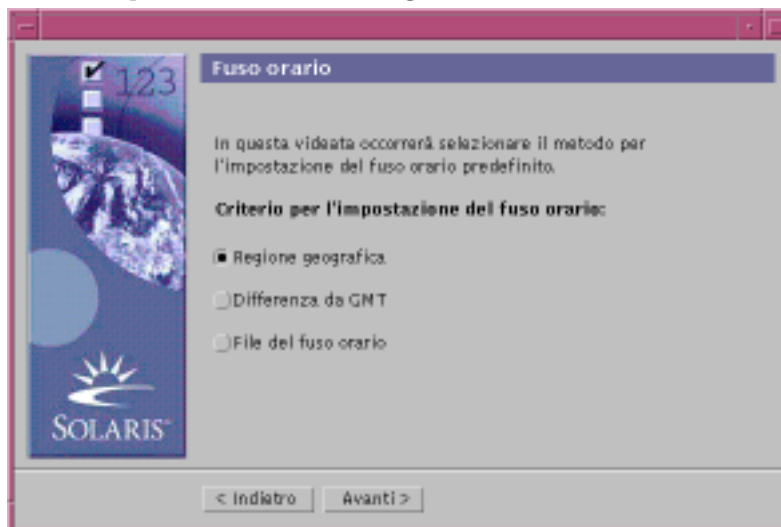 123
Fuso orario
In questa videata occorrerà selezionare il metodo per
l'impostazione del fuso orario predefinito.
Criterio per l'impostazione del fuso orario:
Regione geografica
Differenza da GMT
File del fuso orario
SOLARIS
< Indietro
Avanti >